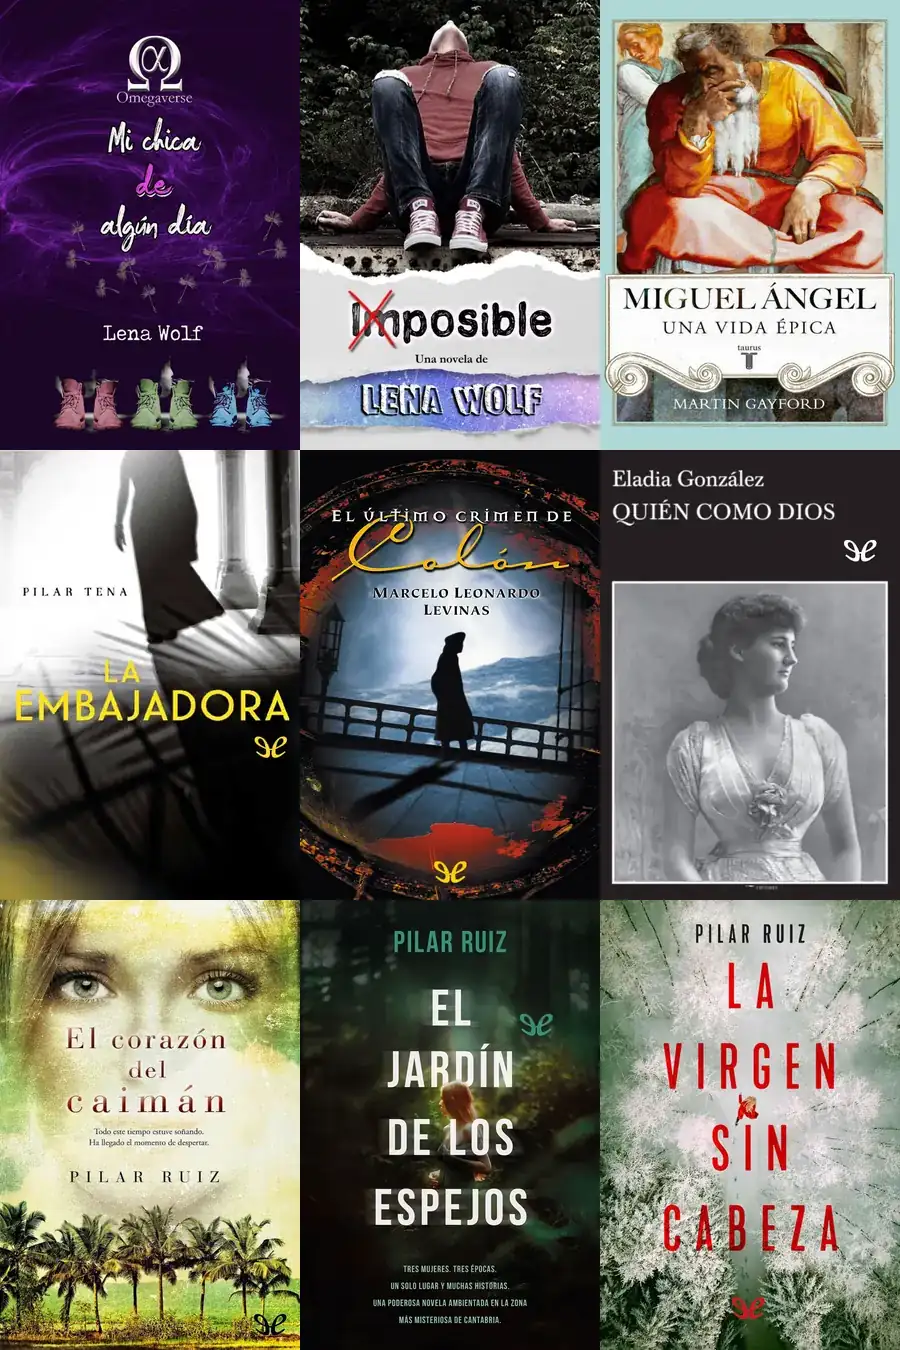 Omegaverse
Mi chica
de
algún día
Lena Wolf
Imposible
Una novela de
LENA WOLF
MIGUEL ÁNGEL
UNA VIDA ÉPICA
taurus
MARTIN GAYFORD
PILAR TENA
LA
EMBAJADORA
EL ÚLTIMO CRIMEN DE
Colón
MARCELO LEONARDO
LEVINAS
Eladia González
QUIÉN COMO DIOS
El corazón
del
caimán
Todo este tiempo estuve soñando.
Ha llegado el momento de despertar.
PILAR RUIZ
PILAR RUIZ
EL
JARDÍN
DE LOS
ESPEJOS
TRES MUJERES. TRES ÉPOCAS.
UN SOLO LUGAR Y MUCHAS HISTORIAS.
UNA PODEROSA NOVELA AMBIENTADA EN LA ZONA
MÁS MISTERIOSA DE CANTABRIA.
PILAR RUIZ
LA
VIRGEN
SIN
CABEZA